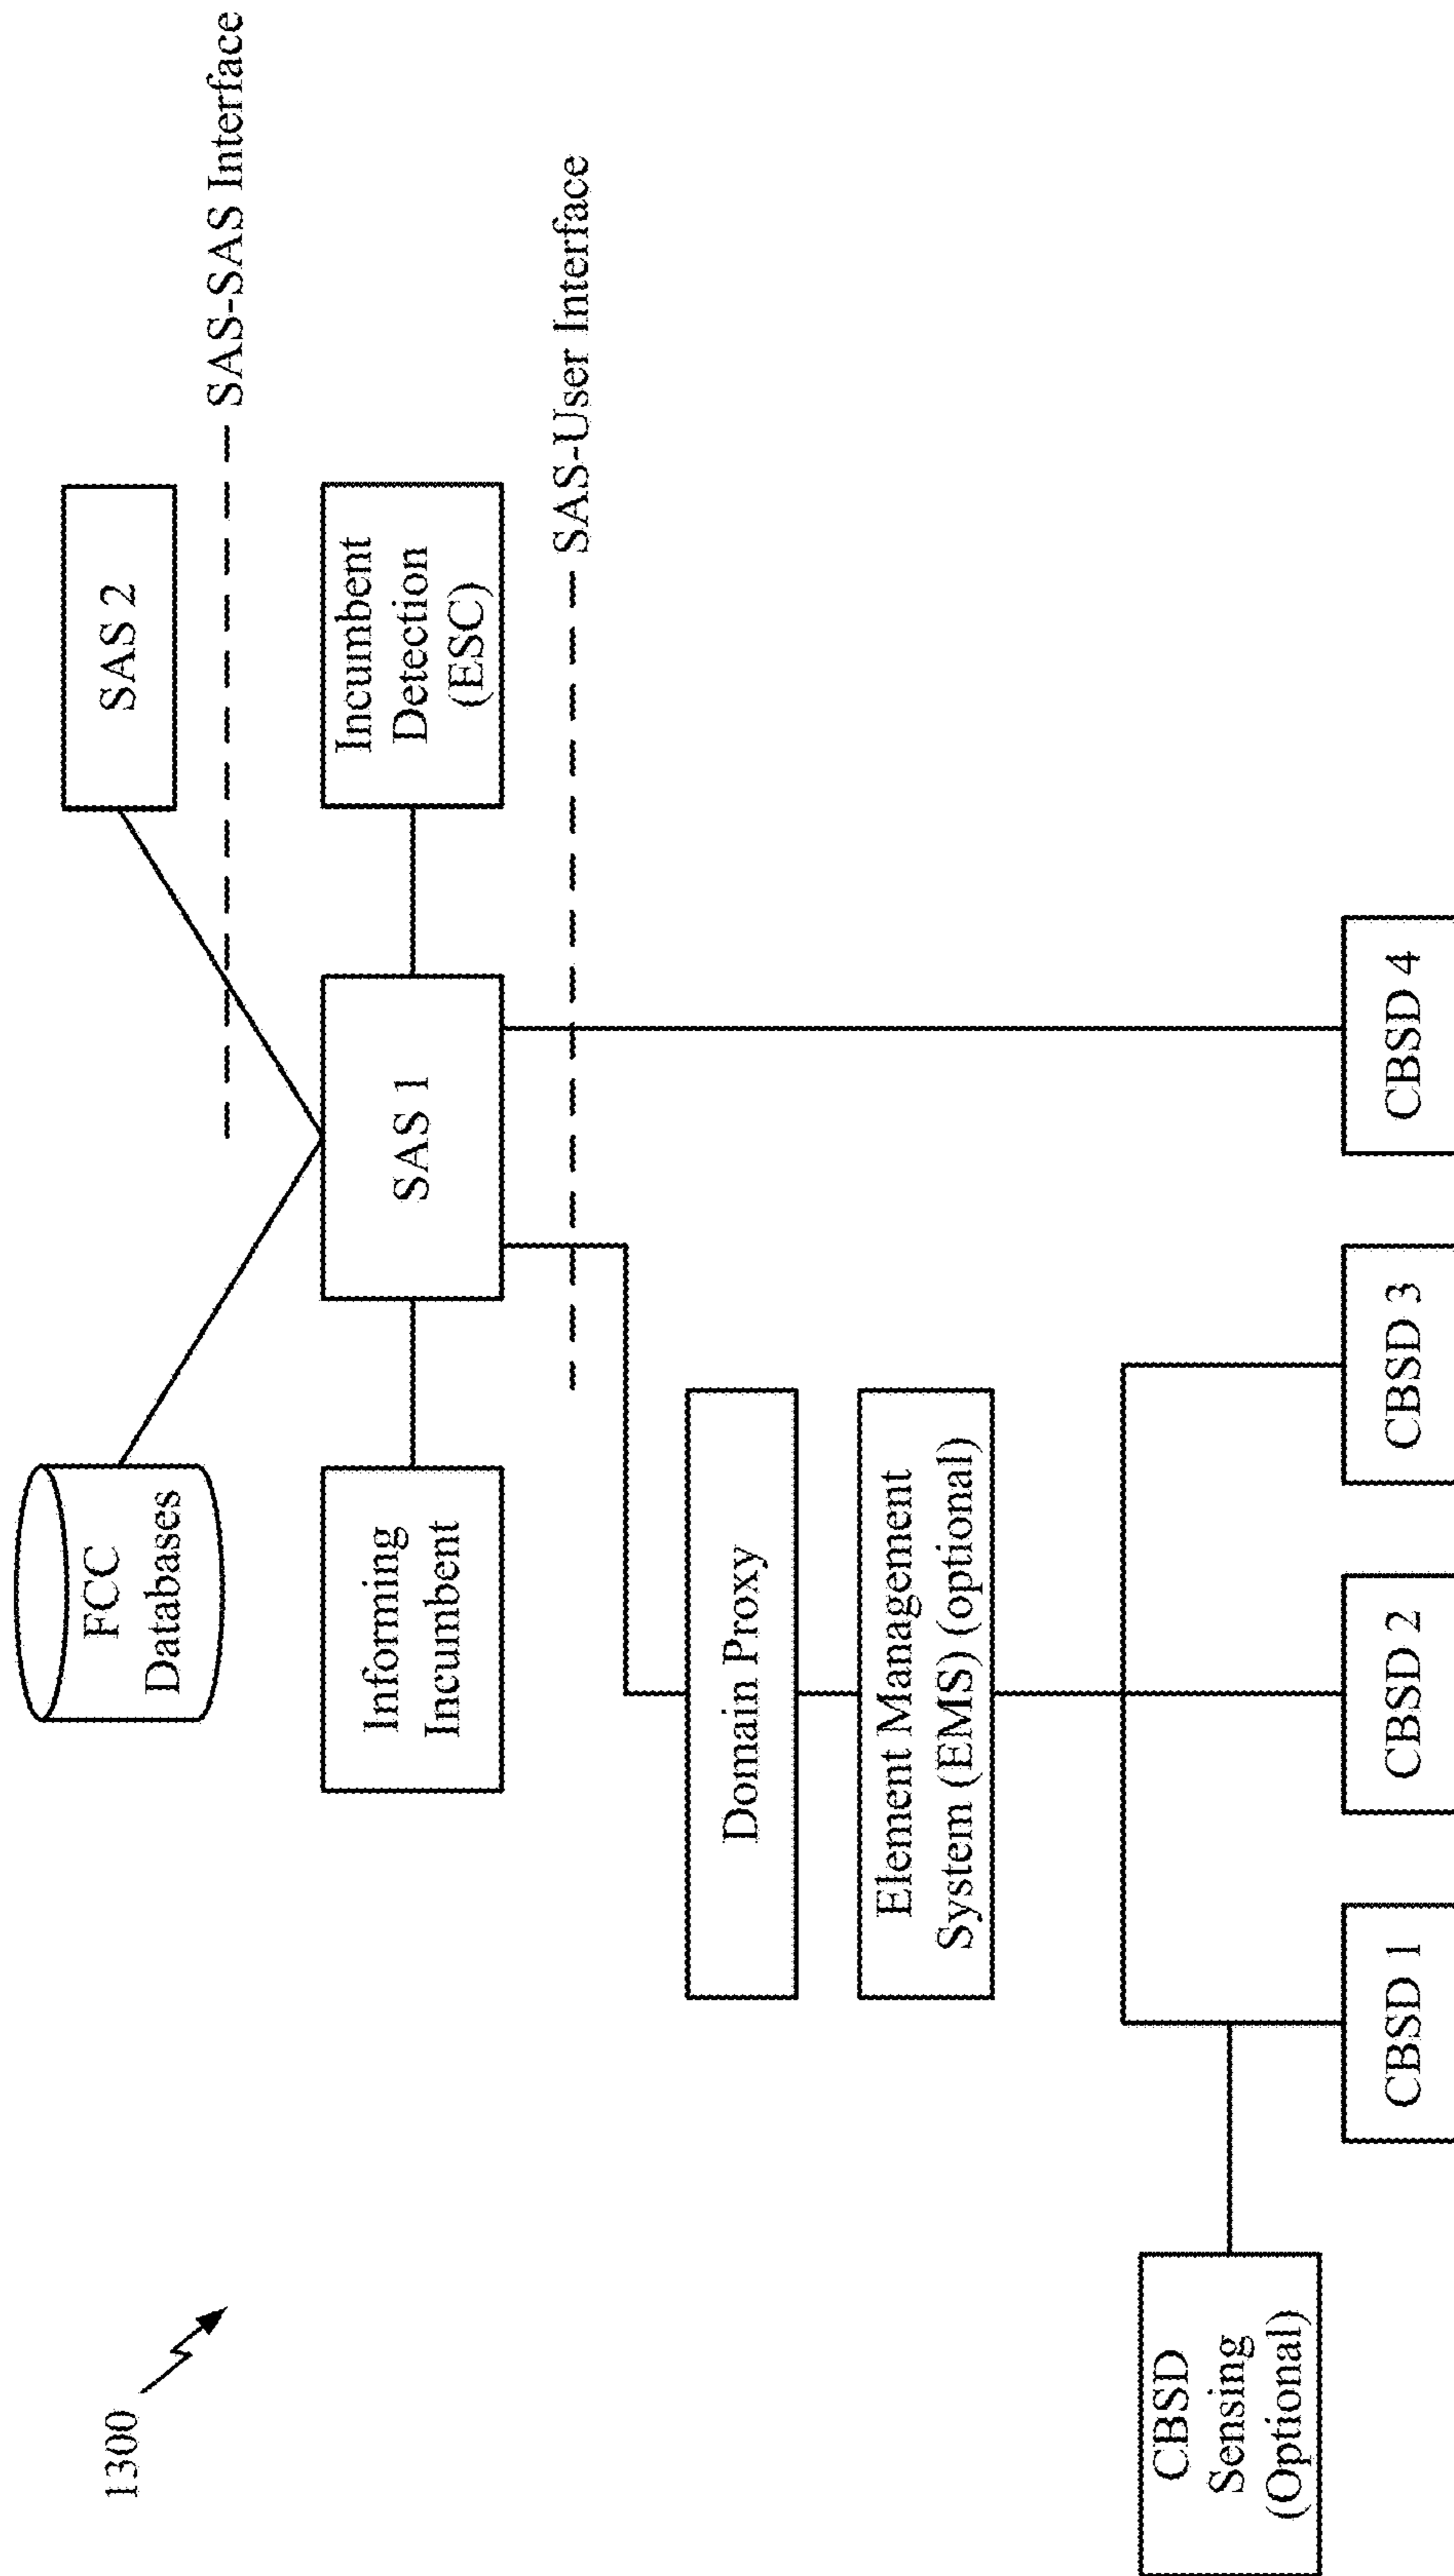 1300
FCC
Databases
SAS 2
SAS-SAS Interface
Informing
Incumbent
SAS 1
Incumbent
Detection
(ESC)
SAS-User Interface
Domain Proxy
Element Management
System (EMS) (optional)
CBSD
Sensing
(Optional)
CBSD 1
CBSD 2
CBSD 3
CBSD 4